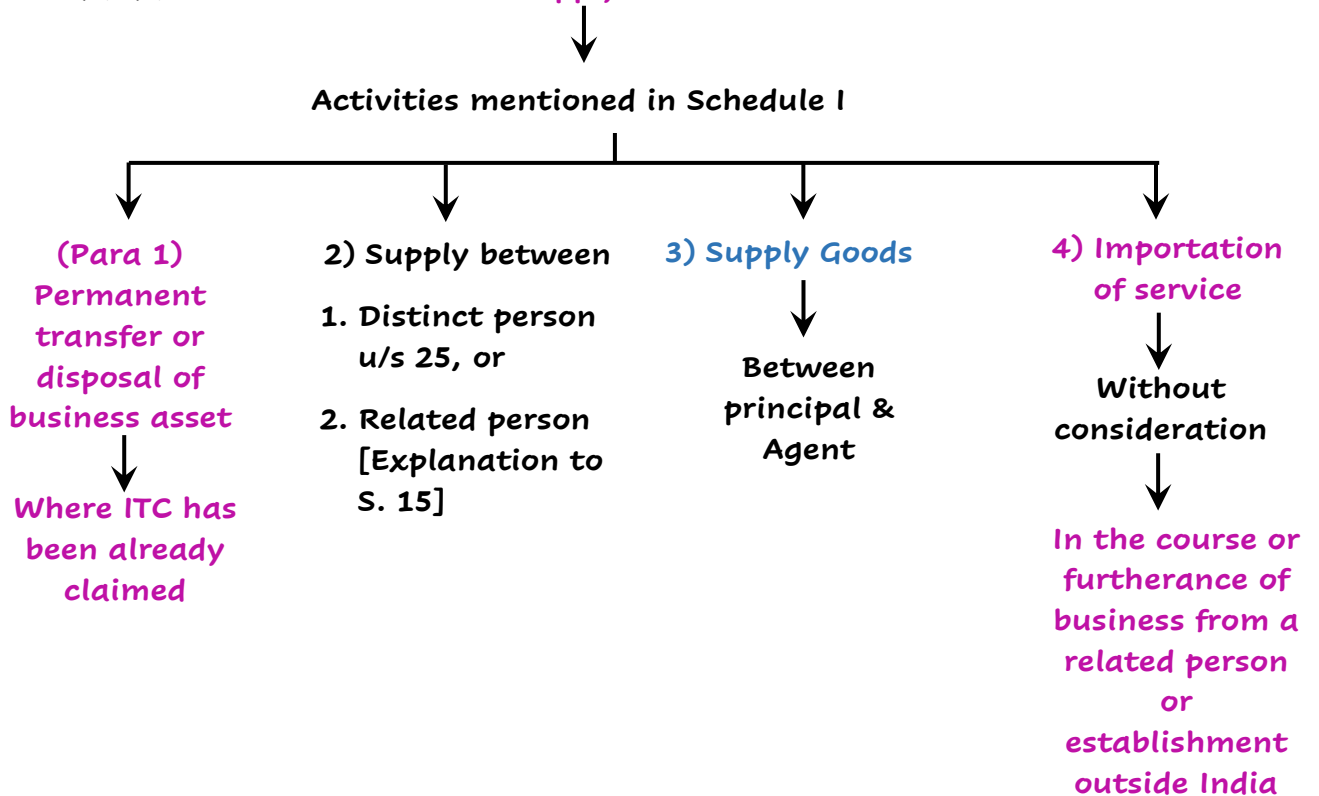 Activities mentioned in Schedule I
(Para 1)
Permanent
transfer or
disposal of
business asset
Where ITC has
been already
claimed
2) Supply between
1. Distinct person
u/s 25, or
2. Related person
[Explanation to
S. 15]
3) Supply Goods
Between
principal &
Agent
4) Importation
of service
Without
consideration
In the course or
furtherance of
business from a
related person
or
establishment
outside India